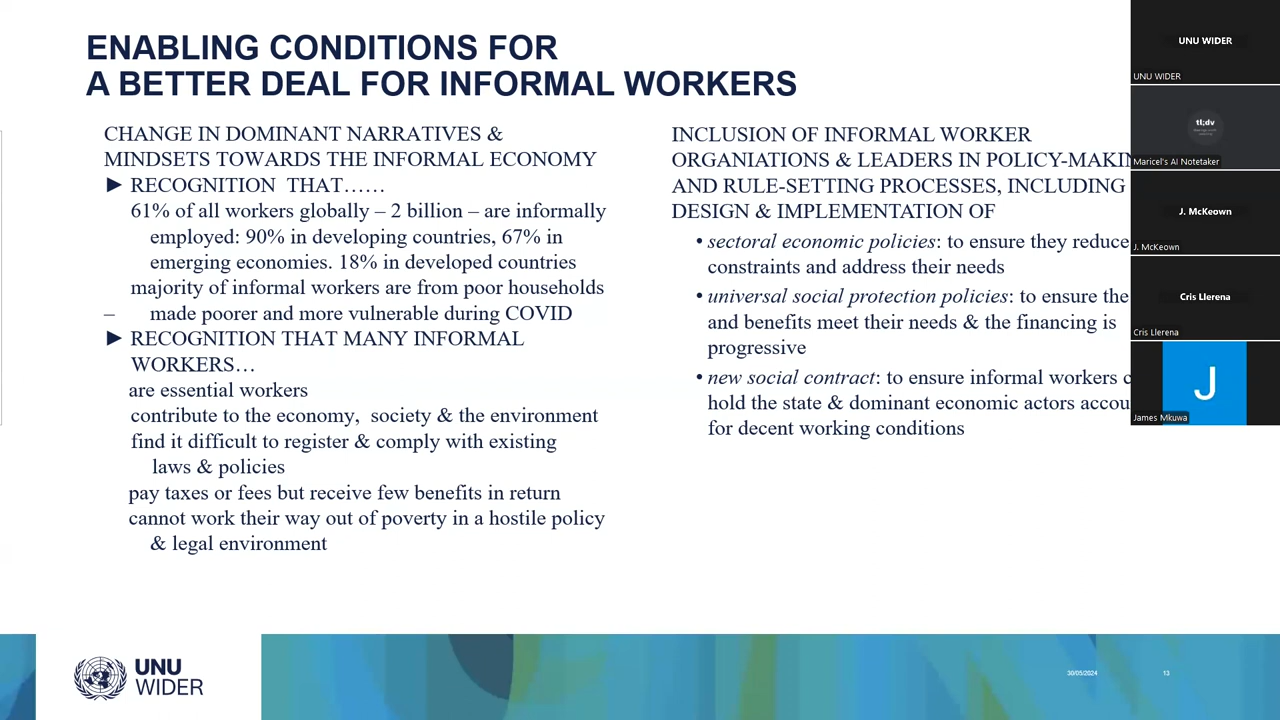 ENABLING CONDITIONS FOR
A BETTER DEAL FOR INFORMAL WORKERS
CHANGE IN DOMINANT NARRATIVES &
MINDSETS TOWARDS THE INFORMAL ECONOMY
► RECOGNITION THAT……
61% of all workers globally – 2 billion – are informally
employed: 90% in developing countries, 67% in
emerging economies. 18% in developed countries
majority of informal workers are from poor households
– made poorer and more vulnerable during COVID
► RECOGNITION THAT MANY INFORMAL
WORKERS…
are essential workers
contribute to the economy, society & the environment
find it difficult to register & comply with existing
laws & policies
pay taxes or fees but receive few benefits in return
cannot work their way out of poverty in a hostile policy
& legal environment
INCLUSION OF INFORMAL WORKER
ORGANIATIONS & LEADERS IN
AND RULE-SETTING PROCESSES, INCLUDING
DESIGN & IMPLEMENTATION OF
• sectoral economic policies: to ensure they reduce
constraints and address their needs
• universal social protection policies: to ensure the
and benefits meet their needs & the financing is
progressive
• new social contract: to ensure informal workers
hold the state & dominant economic actors
for decent working conditions
UNU WIDER
UNU WIDER
tl;dv
Maricel's AI Notetaker
J. McKeown
J. McKeown
Cris Llerena
Cris Llerena
J
James Mkuwa
UNU
WIDER
30/05/2024
13